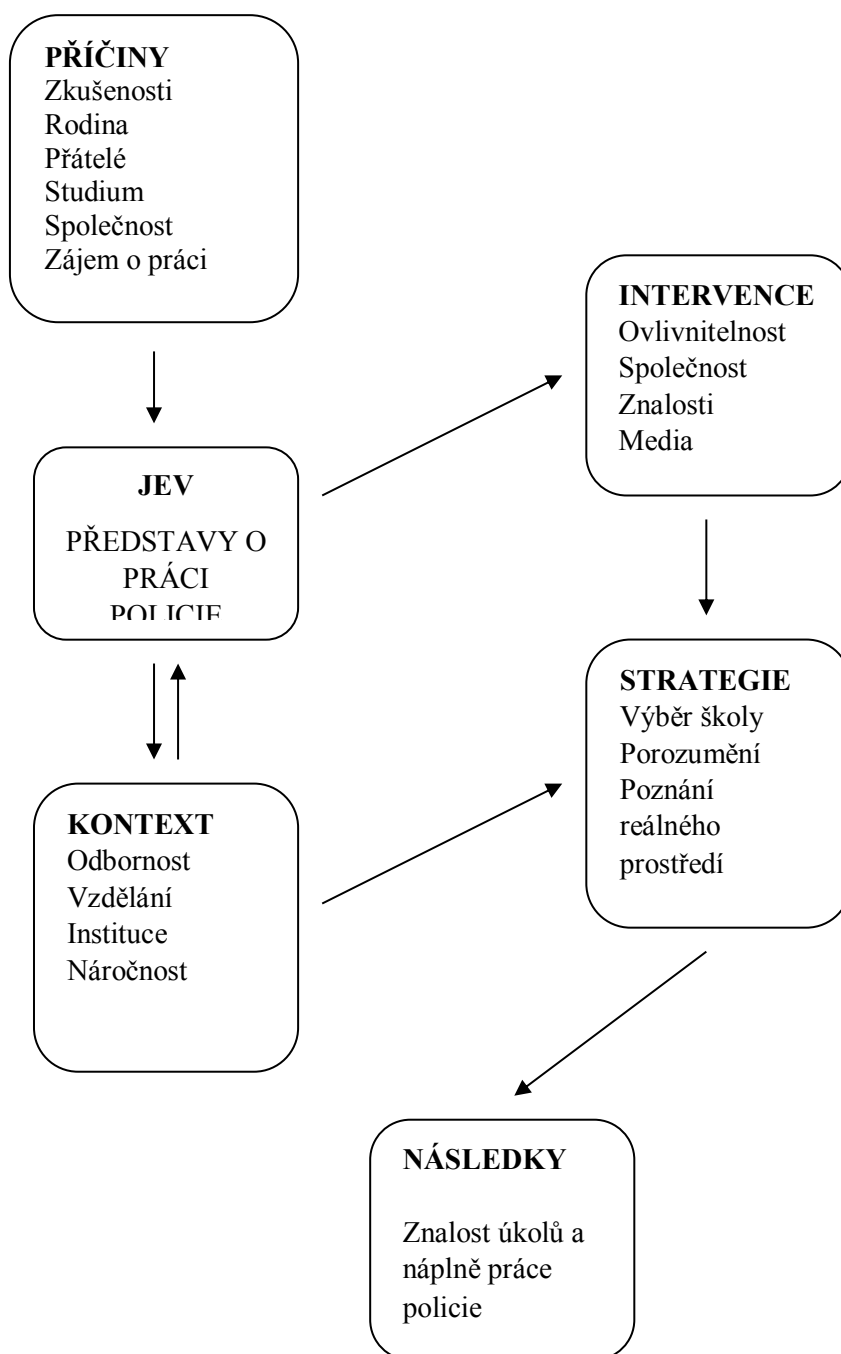 PŘÍČINY
Zkušenosti
Rodina
Přátelé
Studium
Společnost
Zájem o práci
INTERVENCE
Ovlivnitelnost
Společnost
Znalosti
Media
JEV
PŘEDSTAVY O
PRÁCI
POLICIE
STRATEGIE
Výběr školy
Porozumění
Poznání
reálného
prostředí
KONTEXT
Odbornost
Vzdělání
Instituce
Náročnost
NÁSLEDKY
Znalost úkolů a
náplně práce
policie